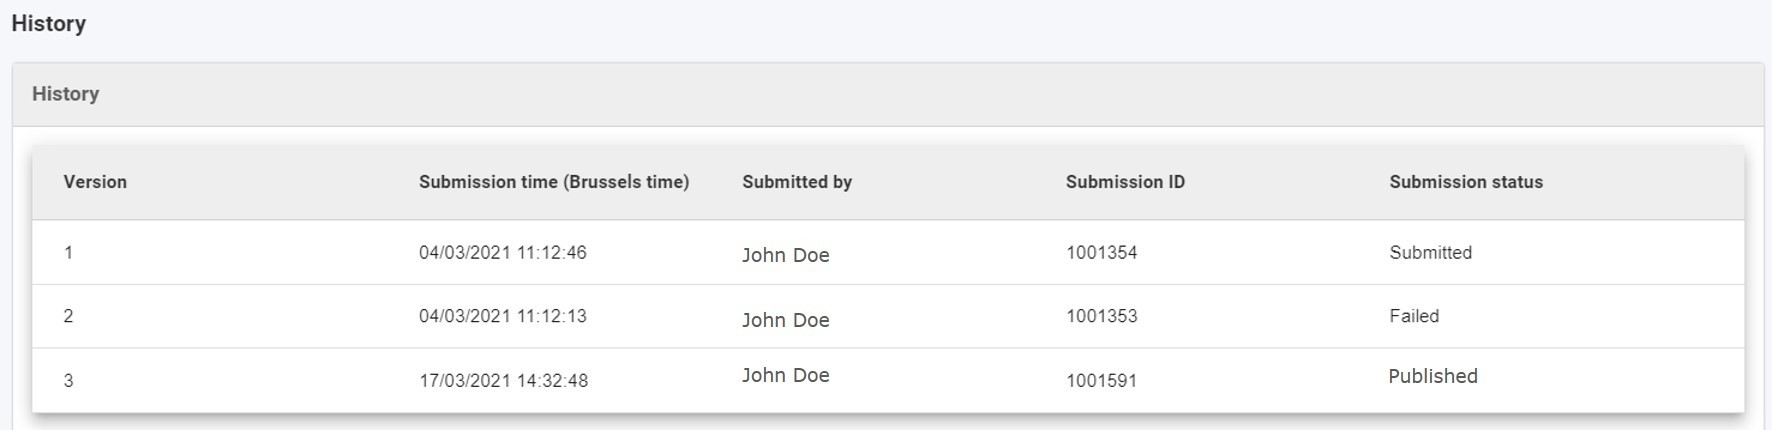 History
History
Version Submission time (Brussels time) Submitted by Submission ID Submission status
1 04/03/2021 11:12:46 John Doe 1001354 Submitted
2 04/03/2021 11:12:13 John Doe 1001353 Failed
3 17/03/2021 14:32:48 John Doe 1001591 Published